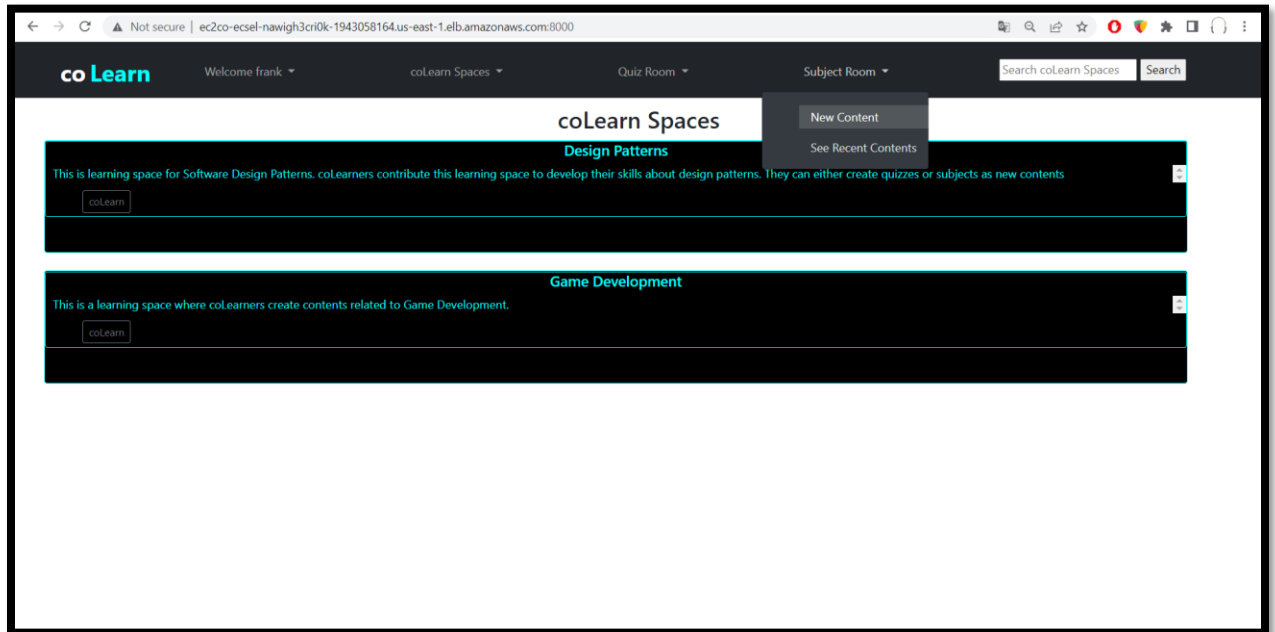 Not secure | ec2co-ecsel-nawigh3cri0k-1943058164.us-east-1.elb.amazonaws.com:8000
co Learn Welcome frank coLearn Spaces Quiz Room Subject Room Search coLearn Spaces Search
New Content
See Recent Contents
coLearn Spaces
Design Patterns
This is learning space for Software Design Patterns. coLearners contribute this learning space to develop their skills about design patterns. They can either create quizzes or subjects as new contents
coLearn
Game Development
This is a learning space where coLearners create contents related to Game Development.
coLearn